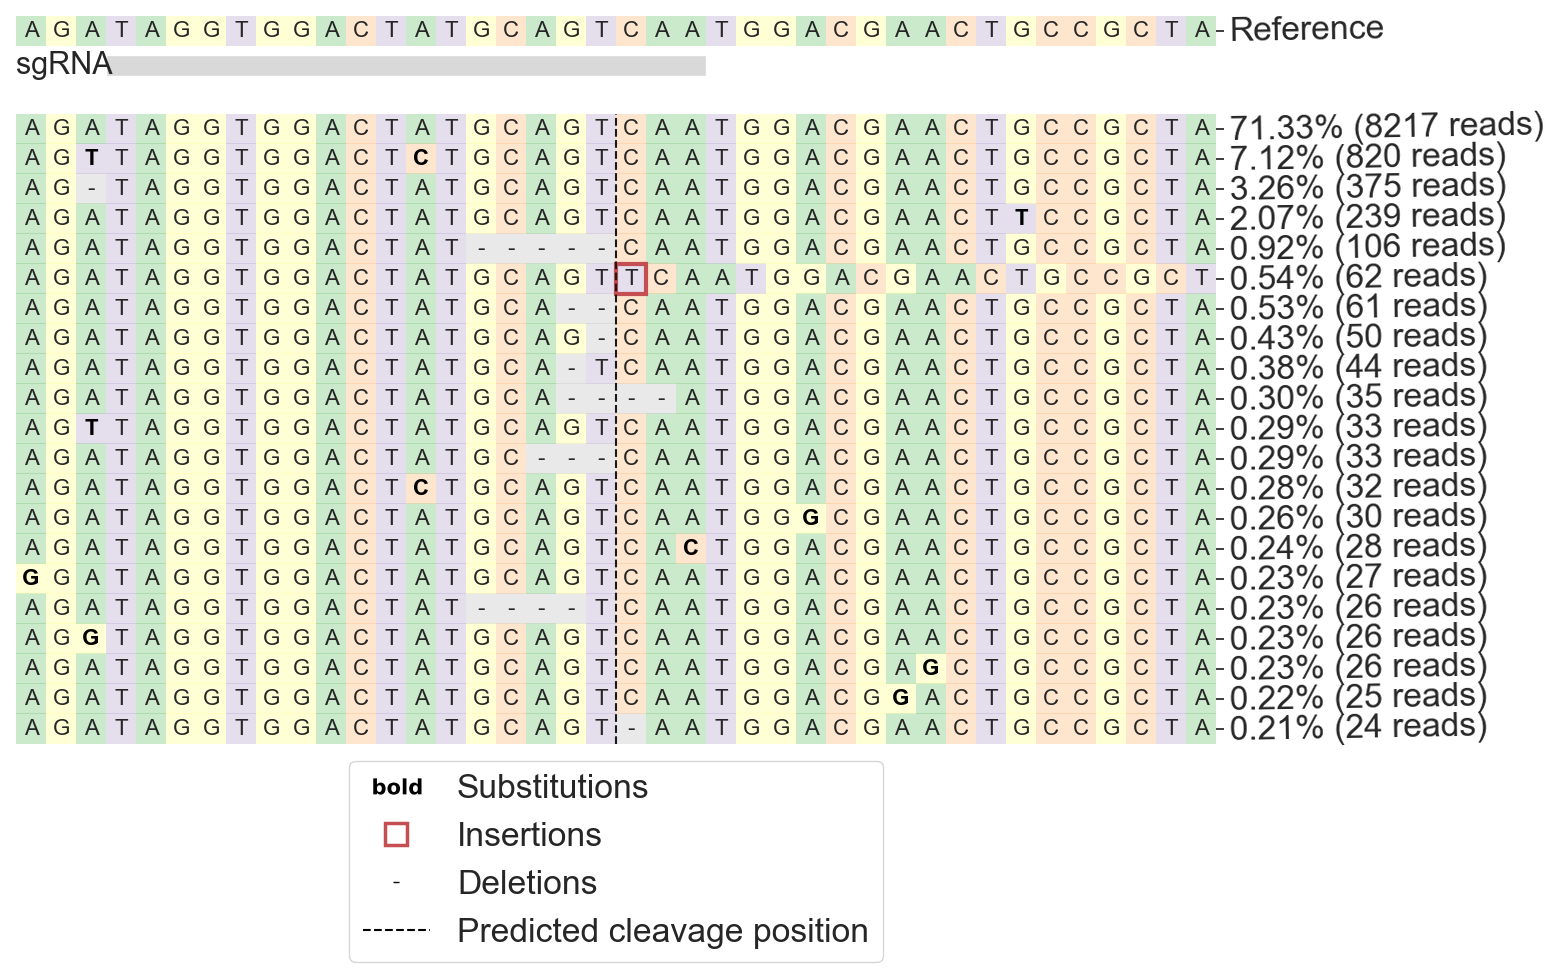 A G A T A G G T G G A C T A T G C A G T C A A T G G A C G A A C T G C C G C T A Reference
sgRNA
A G A T A G G T G G A C T A T G C A G T C A A T G G A C G A A C T G C C G C T A 71.33% (8217 reads)
A G T T A G G T G G A C T C T G C A G T C A A T G G A C G A A C T G C C G C T A 7.12% (820 reads)
A G - T A G G T G G A C T A T G C A G T C A A T G G A C G A A C T G C C G C T A 3.26% (375 reads)
A G A T A G G T G G A C T A T G C A G T C A A T G G A C G A A C T T C C G C T A 2.07% (239 reads)
A G A T A G G T G G A C T A T - - - - - C A A T G G A C G A A C T G C C G C T A 0.92% (106 reads)
A G A T A G G T G G A C T A T G C A G T T C A A T G G A C G A A C T G C C G C T 0.54% (62 reads)
A G A T A G G T G G A C T A T G C A - - C A A T G G A C G A A C T G C C G C T A 0.53% (61 reads)
A G A T A G G T G G A C T A T G C A G - C A A T G G A C G A A C T G C C G C T A 0.43% (50 reads)
A G A T A G G T G G A C T A T G C A - T C A A T G G A C G A A C T G C C G C T A 0.38% (44 reads)
A G A T A G G T G G A C T A T G C A - - - - A T G G A C G A A C T G C C G C T A 0.30% (35 reads)
A G T T A G G T G G A C T A T G C A G T C A A T G G A C G A A C T G C C G C T A 0.29% (33 reads)
A G A T A G G T G G A C T A T G C - - - C A A T G G A C G A A C T G C C G C T A 0.29% (33 reads)
A G A T A G G T G G A C T C T G C A G T C A A T G G A C G A A C T G C C G C T A 0.28% (32 reads)
A G A T A G G T G G A C T A T G C A G T C A A T G G G C G A A C T G C C G C T A 0.26% (30 reads)
A G A T A G G T G G A C T A T G C A G T C A C T G G A C G A A C T G C C G C T A 0.24% (28 reads)
G G A T A G G T G G A C T A T G C A G T C A A T G G A C G A A C T G C C G C T A 0.23% (27 reads)
A G A T A G G T G G A C T A T - - - - T C A A T G G A C G A A C T G C C G C T A 0.23% (26 reads)
A G G T A G G T G G A C T A T G C A G T C A A T G G A C G A A C T G C C G C T A 0.23% (26 reads)
A G A T A G G T G G A C T A T G C A G T C A A T G G A C G A G C T G C C G C T A 0.23% (26 reads)
A G A T A G G T G G A C T A T G C A G T C A A T G G A C G G A C T G C C G C T A 0.22% (25 reads)
A G A T A G G T G G A C T A T G C A G T - A A T G G A C G A A C T G C C G C T A 0.21% (24 reads)
bold Substitutions
Insertions
- Deletions
Predicted cleavage position